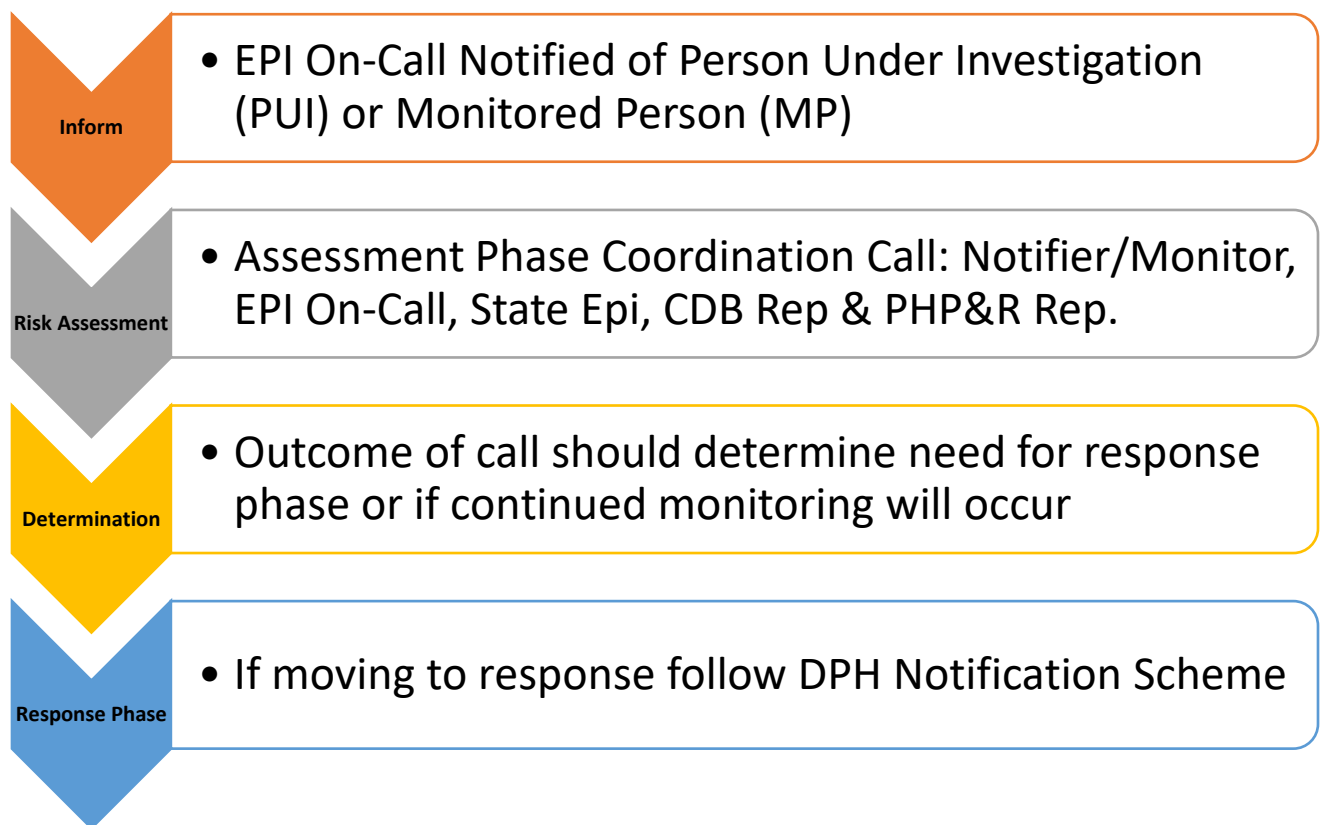 Inform
• EPI On-Call Notified of Person Under Investigation
(PUI) or Monitored Person (MP)
Risk Assessment
• Assessment Phase Coordination Call: Notifier/Monitor,
EPI On-Call, State Epi, CDB Rep & PHP&R Rep.
Determination
• Outcome of call should determine need for response
phase or if continued monitoring will occur
Response Phase
• If moving to response follow DPH Notification Scheme